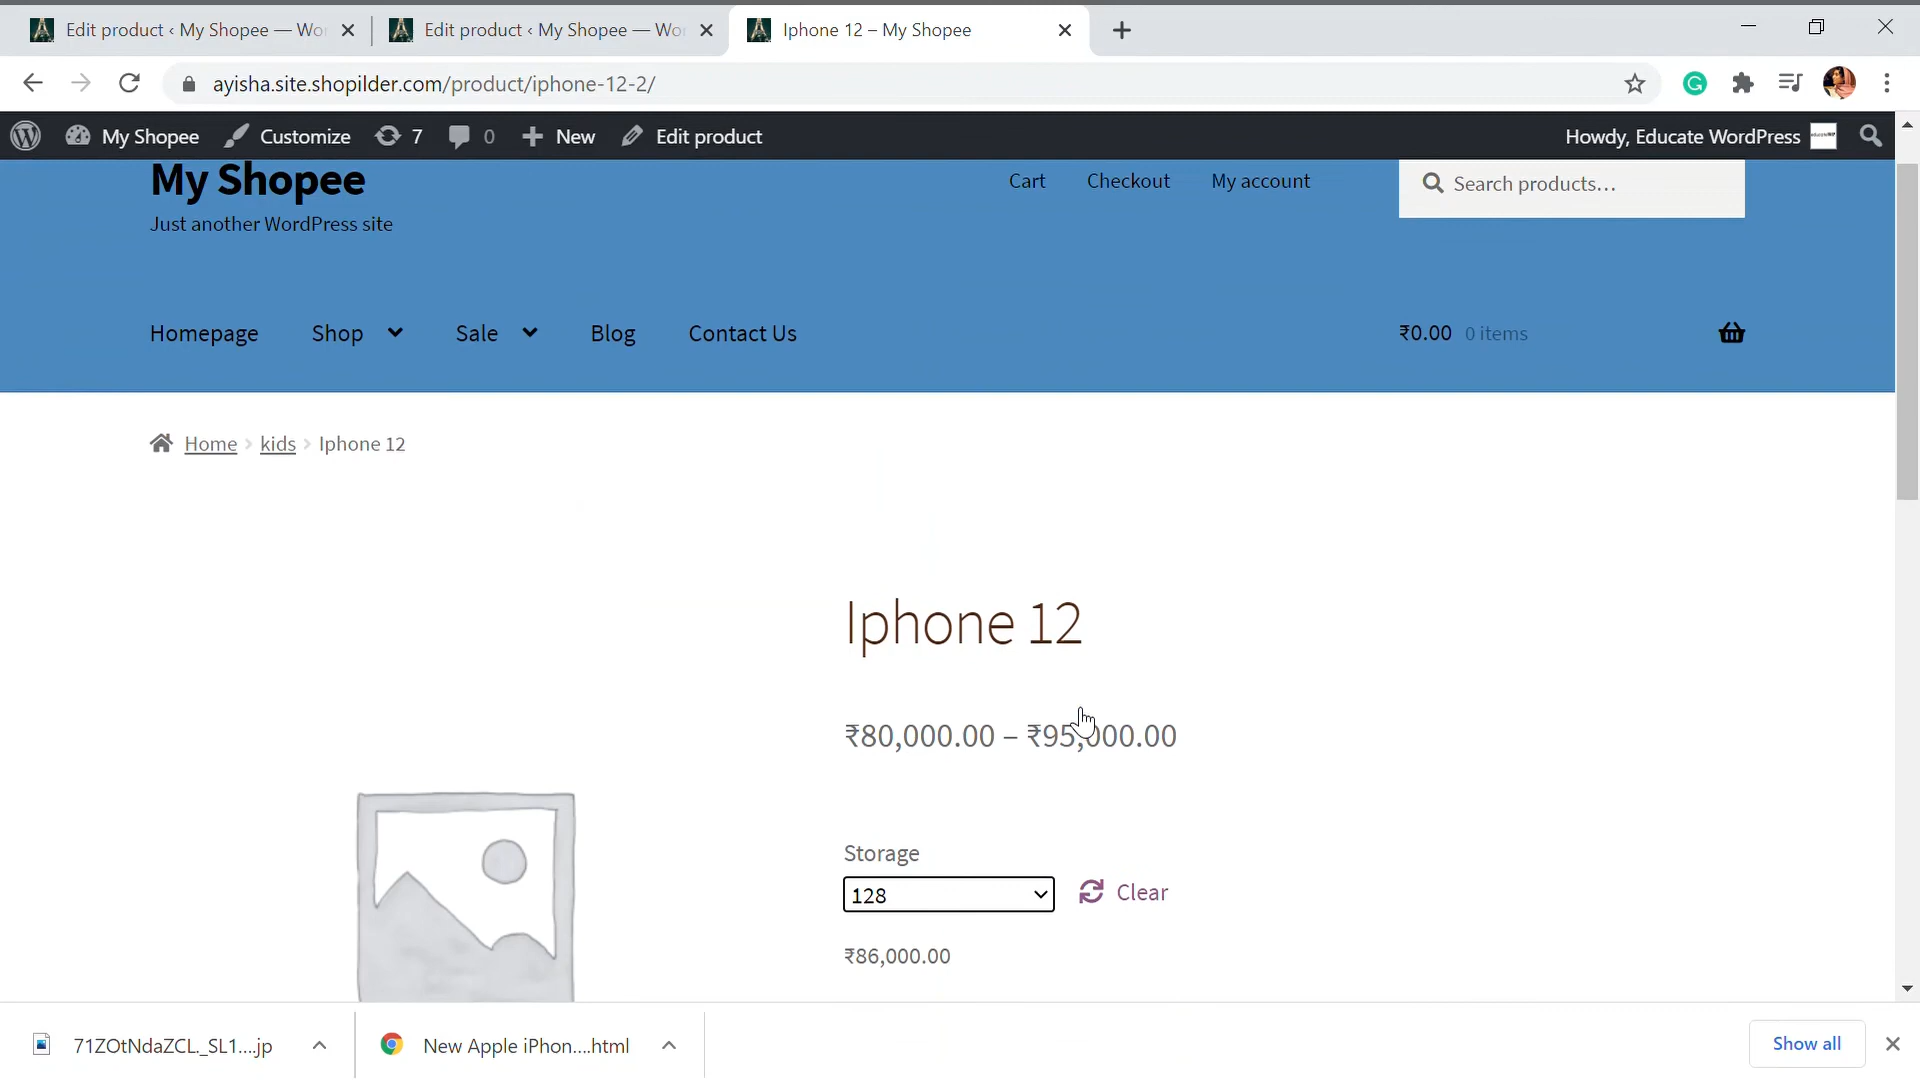 Edit product ‹ My Shopee — Wo
Edit product ‹ My Shopee — Wo
Iphone 12 – My Shopee
ayisha.site.shopilder.com/product/iphone-12-2/
My Shopee
Customize
7
0
New
Edit product
Howdy, Educate WordPress
My Shopee
Just another WordPress site
Cart
Checkout
My account
Search products…
Homepage
Shop
Sale
Blog
Contact Us
₹0.00 0 items
Home
kids
Iphone 12
Iphone 12
₹80,000.00 – ₹95,000.00
Storage
128
Clear
₹86,000.00
71ZOtNdaZCL._SL1....jp
New Apple iPhon....html
Show all